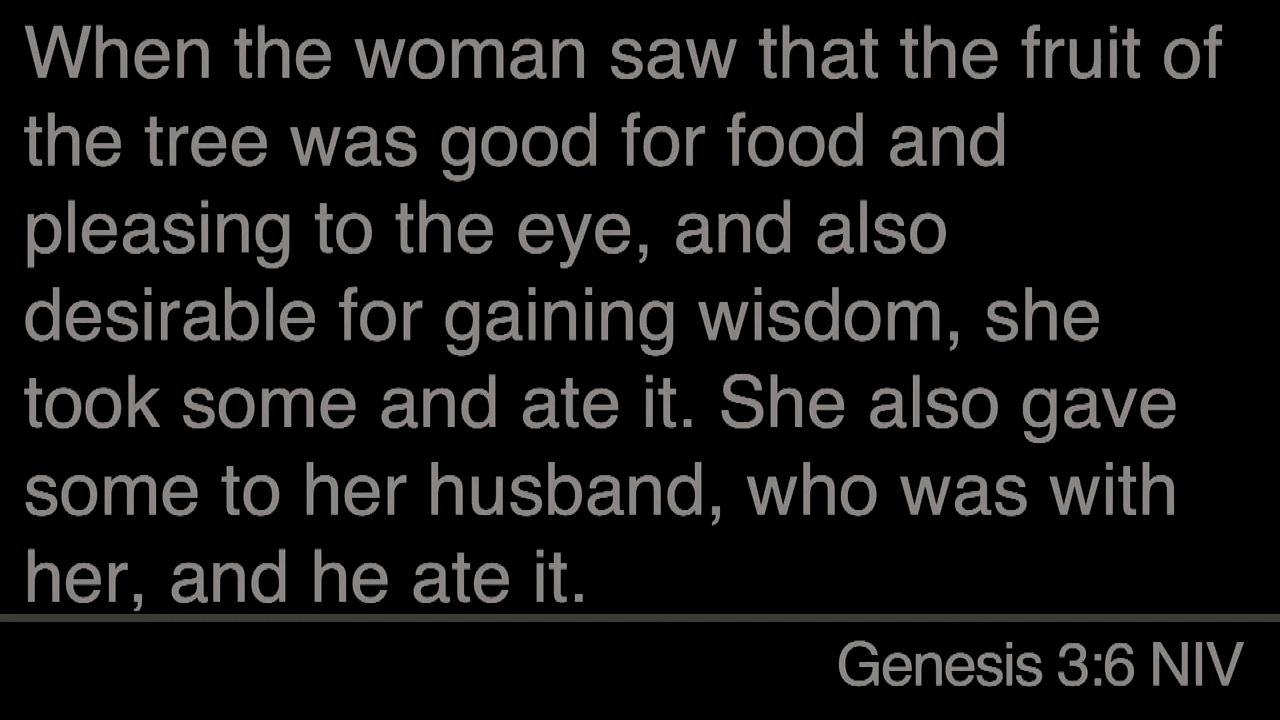 When the woman saw that the fruit of
the tree was good for food and
pleasing to the eye, and also
desirable for gaining wisdom, she
took some and ate it. She also gave
some to her husband, who was with
her, and he ate it.
Genesis 3:6 NIV